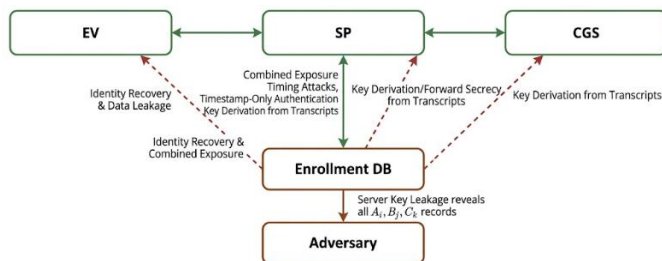 EV
SP
CGS
Identity Recovery
& Data Leakage
Combined Exposure
Timing Attacks,
Timestamp-Only Authentication
Key Derivation from Transcripts
Key Derivation/Forward Secrecy
from Transcripts
Key Derivation from Transcripts
Identity Recovery
& Combined Exposure
Enrollment DB
Server Key Leakage reveals
all A_i, B_j, C_k records
Adversary